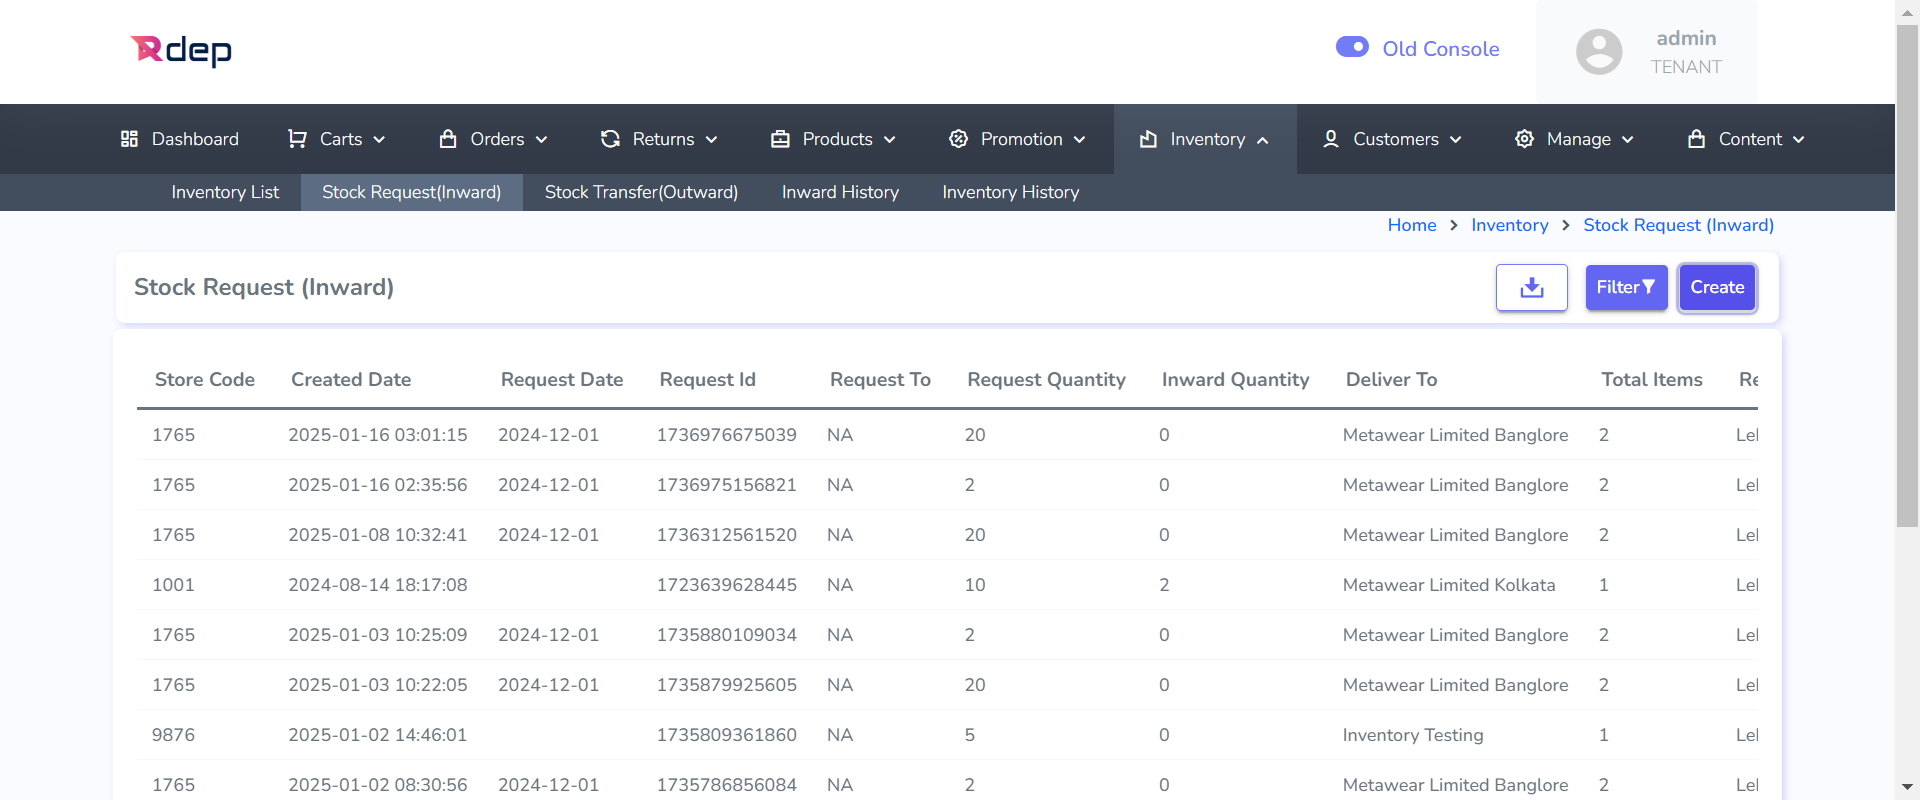 Rdep
Old Console
admin
TENANT
Dashboard Carts Orders Returns Products Promotion Inventory Customers Manage Content
Inventory List Stock Request(Inward) Stock Transfer(Outward) Inward History Inventory History
Home > Inventory > Stock Request (Inward)
Stock Request (Inward) Filter Create
Store Code Created Date Request Date Request Id Request To Request Quantity Inward Quantity Deliver To Total Items Re
1765 2025-01-16 03:01:15 2024-12-01 1736976675039 NA 20 0 Metawear Limited Banglore 2
1765 2025-01-16 02:35:56 2024-12-01 1736975156821 NA 2 0 Metawear Limited Banglore 2
1765 2025-01-08 10:32:41 2024-12-01 1736312561520 NA 20 0 Metawear Limited Banglore 2
1001 2024-08-14 18:17:08 1723639628445 NA 10 2 Metawear Limited Kolkata 1
1765 2025-01-03 10:25:09 2024-12-01 1735880109034 NA 2 0 Metawear Limited Banglore 2
1765 2025-01-03 10:22:05 2024-12-01 1735879925605 NA 20 0 Metawear Limited Banglore 2
9876 2025-01-02 14:46:01 1735809361860 NA 5 0 Inventory Testing 1
1765 2025-01-02 08:30:56 2024-12-01 1735786856084 NA 2 0 Metawear Limited Banglore 2